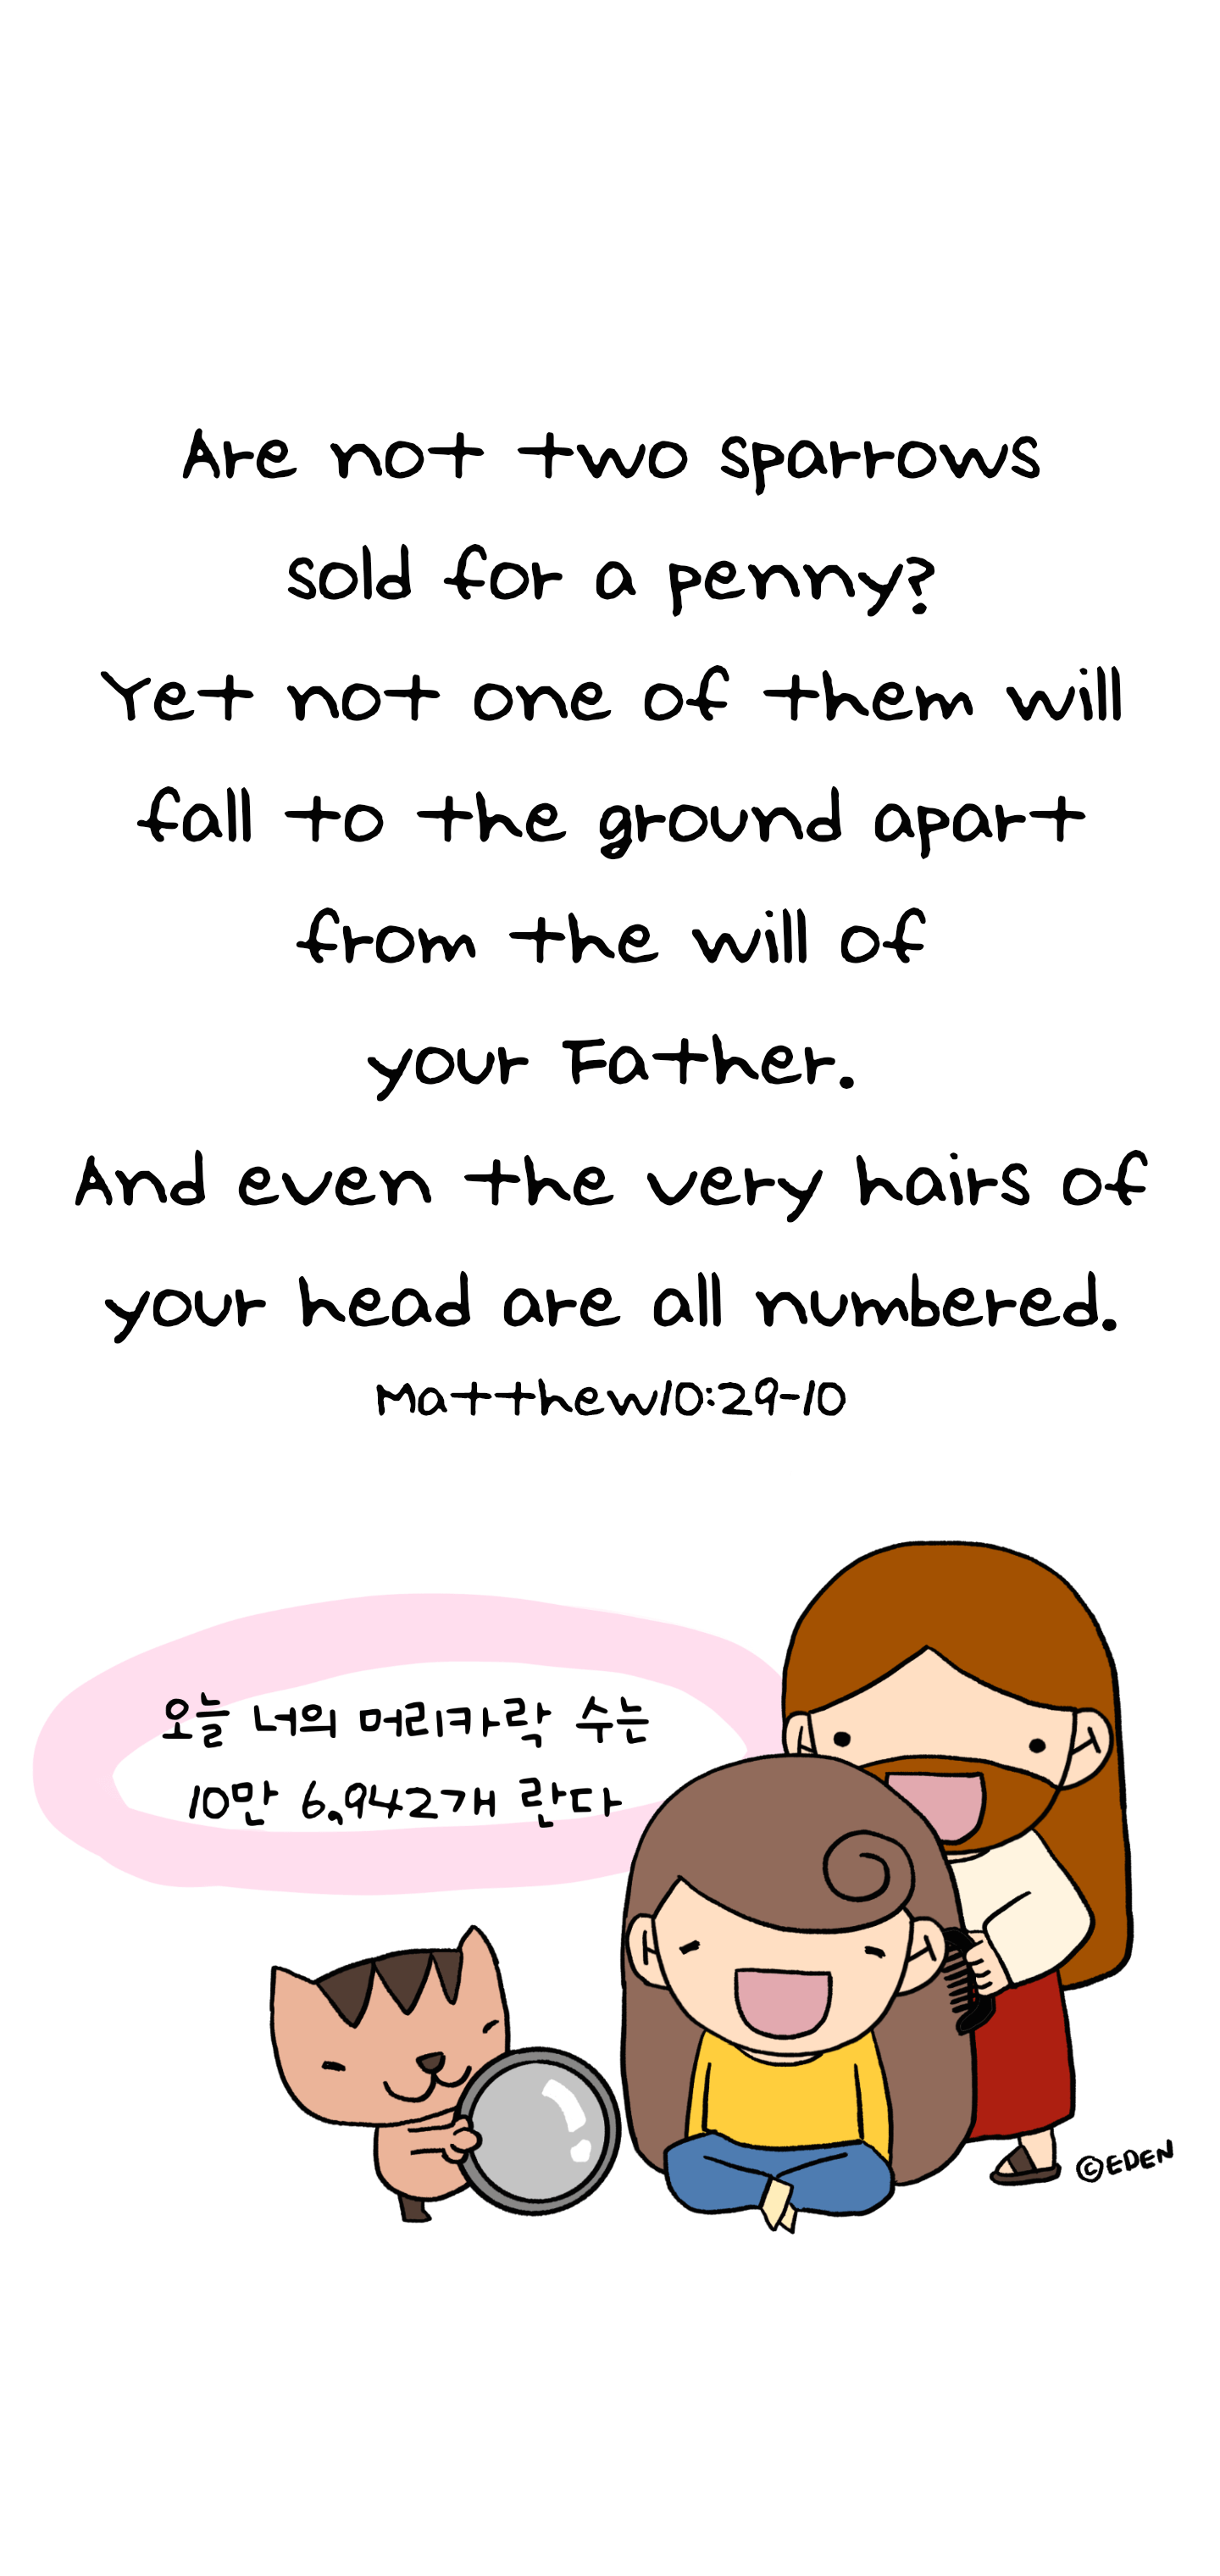 Are not two sparrows
sold for a penny?
Yet not one of them will
fall to the ground apart
from the will of
your Father.
And even the very hairs of
your head are all numbered.
Matthew10:29-10
오늘 너의 머리카락 수는
10만 6,942개 란다
©EDEN